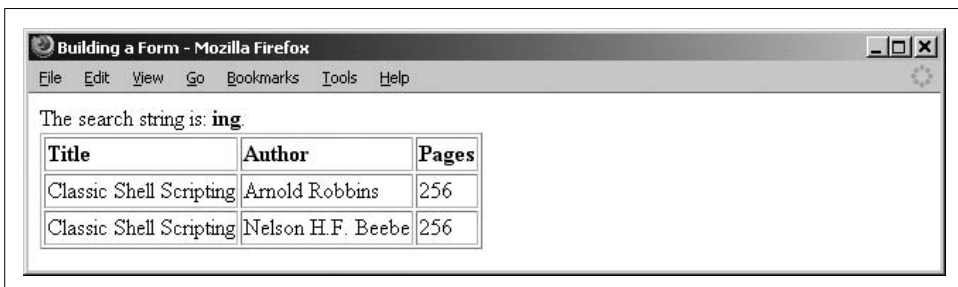 Building a Form - Mozilla Firefox
File Edit View Go Bookmarks Tools Help
The search string is: ing.
Title Author Pages
Classic Shell Scripting Arnold Robbins 256
Classic Shell Scripting Nelson H.F. Beebe 256